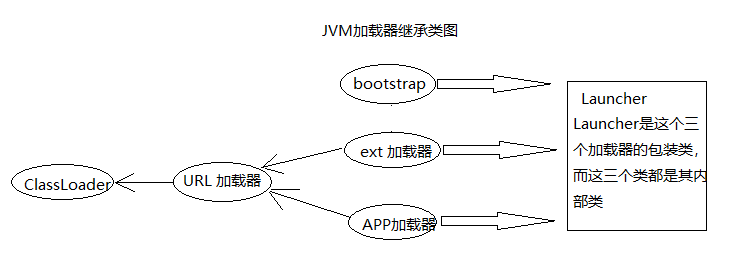 JVM加载器继承类图
bootstrap
Launcher
Launcher是这个三
个加载器的包装类，
而这三个类都是其内
部类
ext 加载器
ClassLoader
URL 加载器
APP加载器